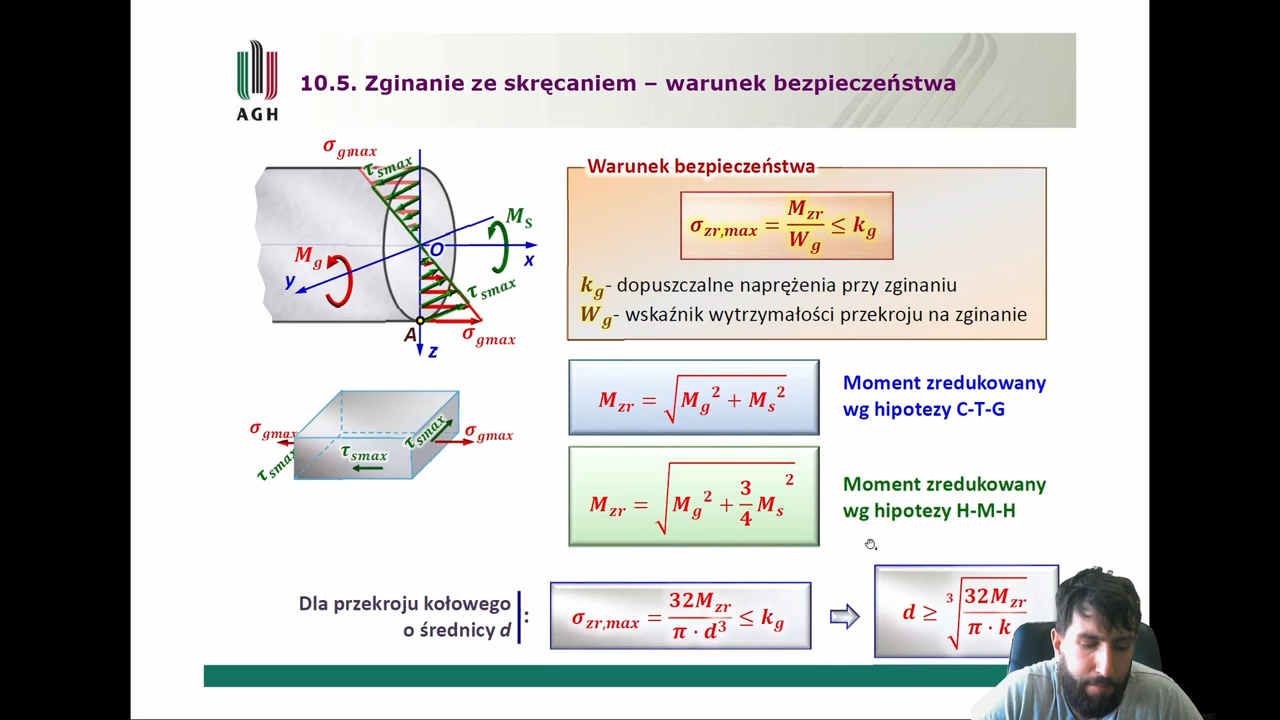 AGH
10.5. Zginanie ze skręcaniem – warunek bezpieczeństwa
σgmax
τsmax
MS
Mg
O
x
y
τsmax
A
σgmax
z
Warunek bezpieczeństwa
σzr,max = Mzr / Wg ≤ kg
kg- dopuszczalne naprężenia przy zginaniu
Wg- wskaźnik wytrzymałości przekroju na zginanie
Mzr = √(Mg² + Ms²)
Moment zredukowany
wg hipotezy C-T-G
σgmax
τsmax
τsmax
τsmax
σgmax
Mzr = √(Mg² + 3/4 Ms²)
Moment zredukowany
wg hipotezy H-M-H
Dla przekroju kołowego
o średnicy d :
σzr,max = 32Mzr / π · d³ ≤ kg
d ≥ ³√(32Mzr / π · k